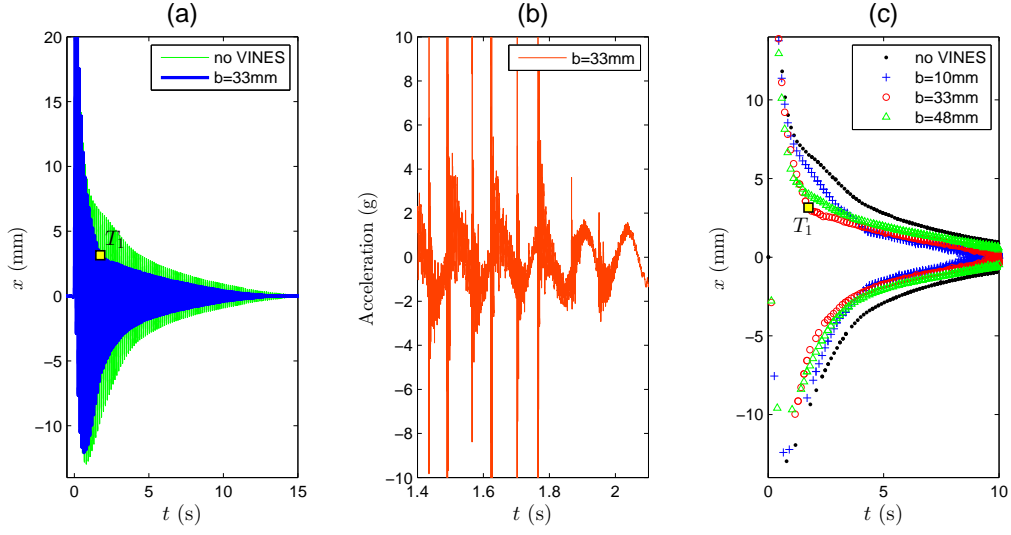 (a)
(b)
(c)
no VINES
b=33mm
20
15
10
5
0
−5
−10
x (mm)
T1
0
5
10
15
t (s)
b=33mm
10
8
6
4
2
0
−2
−4
−6
−8
−10
Acceleration (g)
1.4
1.6
1.8
2
t (s)
no VINES
b=10mm
b=33mm
b=48mm
10
5
0
−5
−10
x (mm)
T1
0
5
10
t (s)